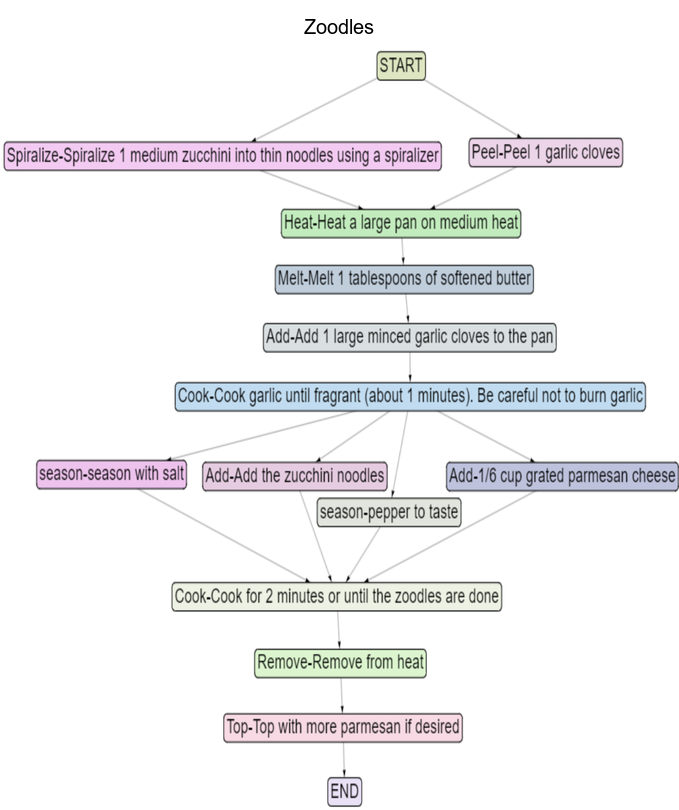 Zoodles
START
Spiralize-Spiralize 1 medium zucchini into thin noodles using a spiralizer
Peel-Peel 1 garlic cloves
Heat-Heat a large pan on medium heat
Melt-Melt 1 tablespoons of softened butter
Add-Add 1 large minced garlic cloves to the pan
Cook-Cook garlic until fragrant (about 1 minutes). Be careful not to burn garlic
season-season with salt
Add-Add the zucchini noodles
Add-1/6 cup grated parmesan cheese
season-pepper to taste
Cook-Cook for 2 minutes or until the zoodles are done
Remove-Remove from heat
Top-Top with more parmesan if desired
END